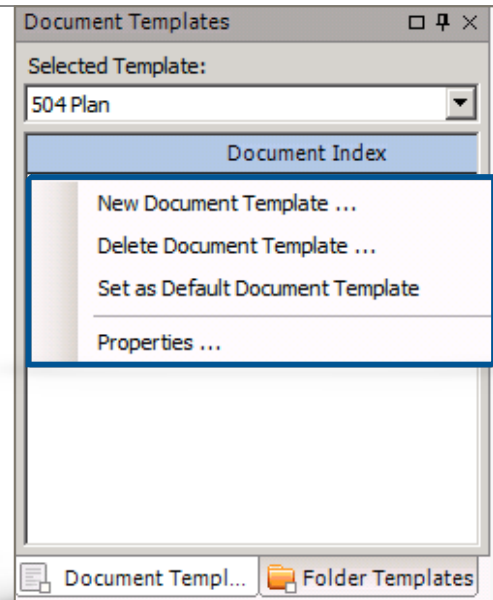 Document Templates
Selected Template:
504 Plan
Document Index
New Document Template ...
Delete Document Template ...
Set as Default Document Template
Properties ...
Document Templ... Folder Templates